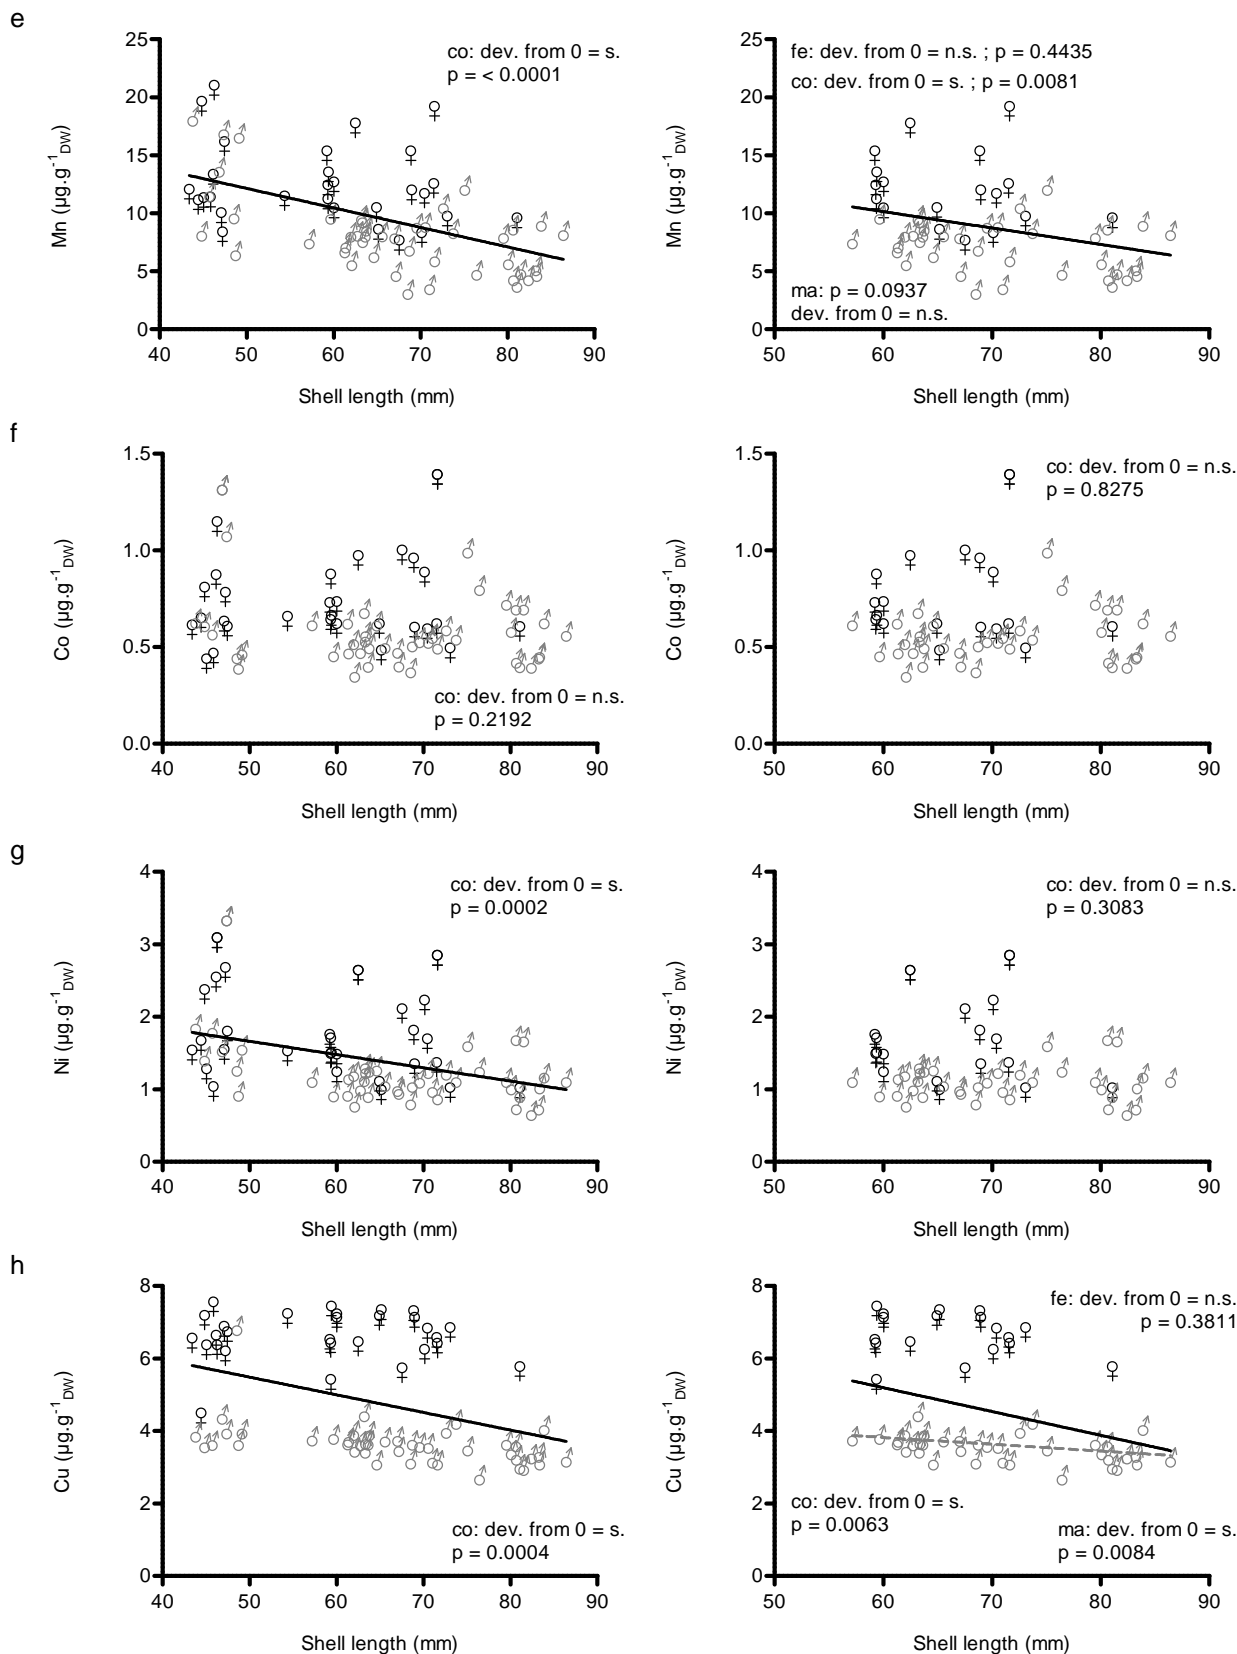 e
25
20
15
10
5
0
40 50 60 70 80 90
Mn (µg.g-1DW)
Shell length (mm)
co: dev. from 0 = s.
p = < 0.0001
25
20
15
10
5
0
50 60 70 80 90
Mn (µg.g-1DW)
Shell length (mm)
fe: dev. from 0 = n.s. ; p = 0.4435
co: dev. from 0 = s. ; p = 0.0081
ma: p = 0.0937
dev. from 0 = n.s.
f
1.5
1.0
0.5
0.0
40 50 60 70 80 90
Co (µg.g-1DW)
Shell length (mm)
co: dev. from 0 = n.s.
p = 0.2192
1.5
1.0
0.5
0.0
50 60 70 80 90
Co (µg.g-1DW)
Shell length (mm)
co: dev. from 0 = n.s.
p = 0.8275
g
4
3
2
1
0
40 50 60 70 80 90
Ni (µg.g-1DW)
Shell length (mm)
co: dev. from 0 = s.
p = 0.0002
4
3
2
1
0
50 60 70 80 90
Ni (µg.g-1DW)
Shell length (mm)
co: dev. from 0 = n.s.
p = 0.3083
h
8
6
4
2
0
40 50 60 70 80 90
Cu (µg.g-1DW)
Shell length (mm)
co: dev. from 0 = s.
p = 0.0004
8
6
4
2
0
50 60 70 80 90
Cu (µg.g-1DW)
Shell length (mm)
fe: dev. from 0 = n.s.
p = 0.3811
co: dev. from 0 = s.
p = 0.0063
ma: dev. from 0 = s.
p = 0.0084